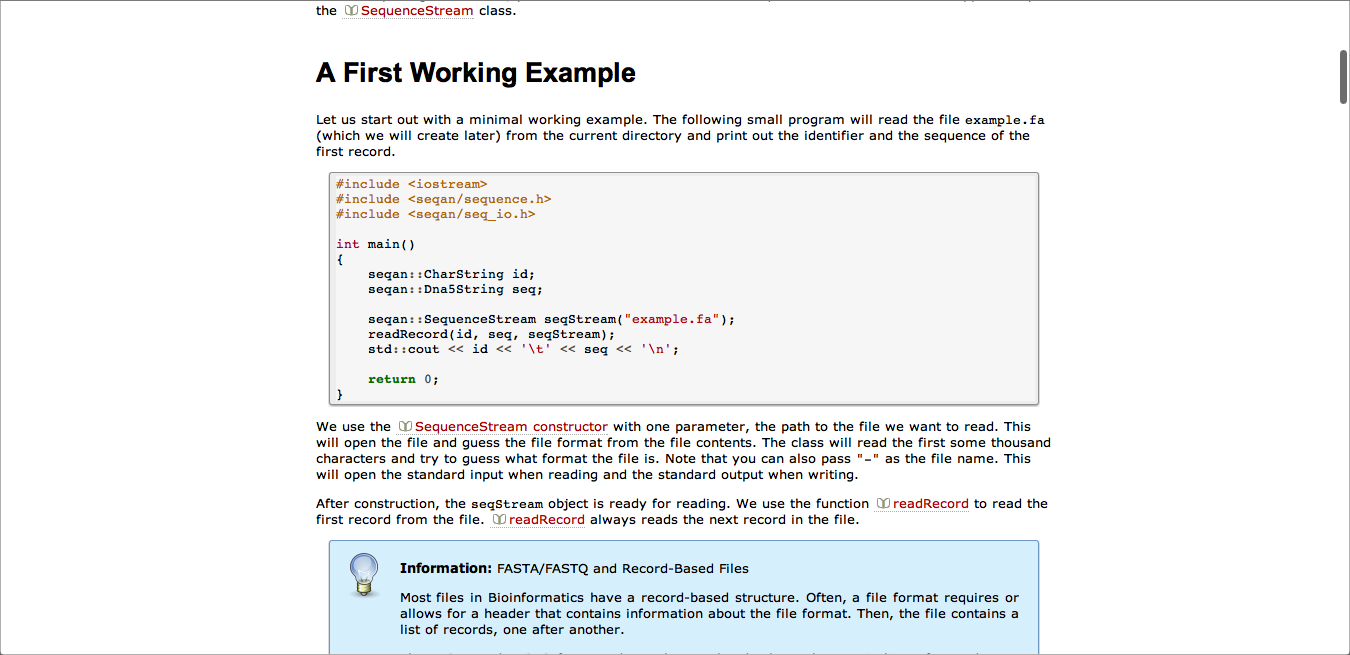 the SequenceStream class.
A First Working Example
Let us start out with a minimal working example. The following small program will read the file example.fa
(which we will create later) from the current directory and print out the identifier and the sequence of the
first record.
#include <iostream>
#include <seqan/sequence.h>
#include <seqan/seq_io.h>
int main()
{
    seqan::CharString id;
    seqan::Dna5String seq;
    seqan::SequenceStream seqStream("example.fa");
    readRecord(id, seq, seqStream);
    std::cout << id << '\t' << seq << '\n';
    return 0;
}
We use the SequenceStream constructor with one parameter, the path to the file we want to read. This
will open the file and guess the file format from the file contents. The class will read the first some thousand
characters and try to guess what format the file is. Note that you can also pass "-" as the file name. This
will open the standard input when reading and the standard output when writing.
After construction, the seqStream object is ready for reading. We use the function readRecord to read the
first record from the file. readRecord always reads the next record in the file.
Information: FASTA/FASTQ and Record-Based Files
Most files in Bioinformatics have a record-based structure. Often, a file format requires or
allows for a header that contains information about the file format. Then, the file contains a
list of records, one after another.